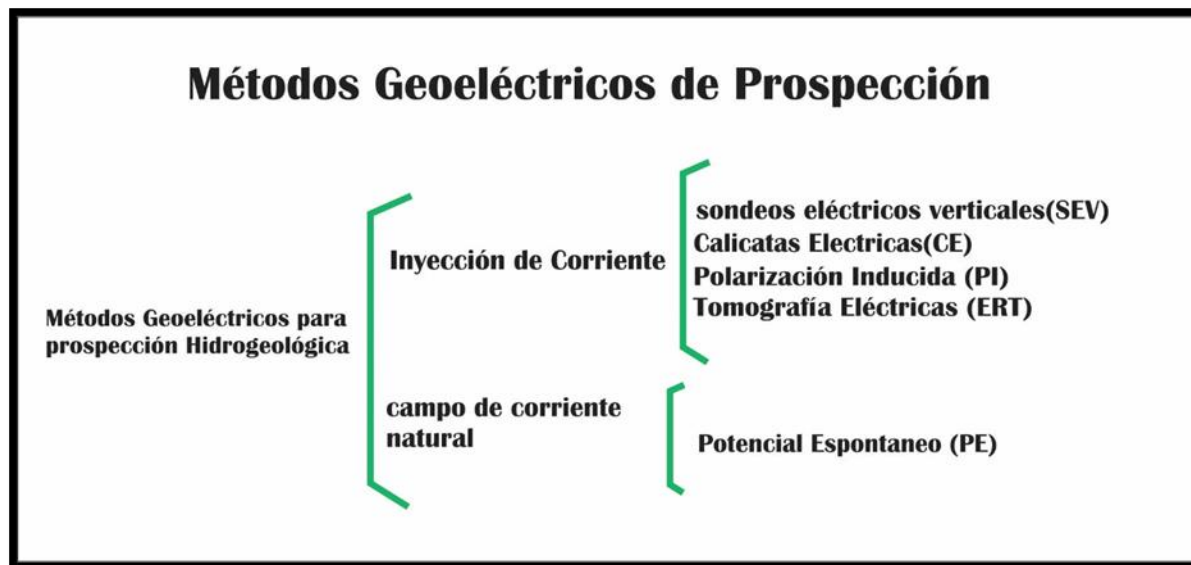 Métodos Geoeléctricos de Prospección
Métodos Geoeléctricos para
prospección Hidrogeológica
Inyección de Corriente
sondeos eléctricos verticales(SEV)
Calicatas Electricas(CE)
Polarización Inducida (PI)
Tomografía Eléctricas (ERT)
campo de corriente
natural
Potencial Espontaneo (PE)